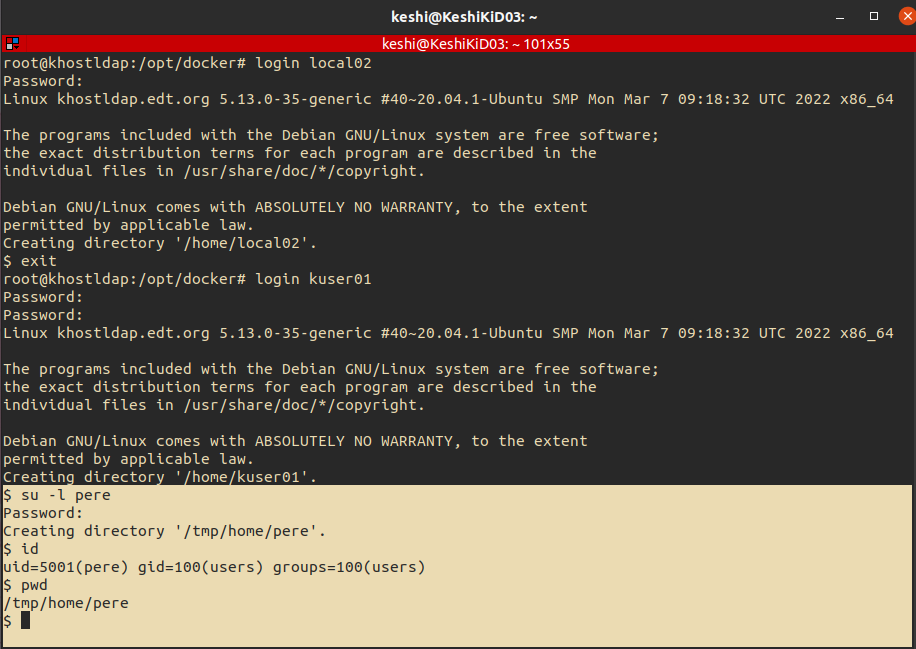 keshi@KeshiKiD03: ~
keshi@KeshiKiD03: ~ 101x55
root@khostldap:/opt/docker# login local02
Password:
Linux khostldap.edt.org 5.13.0-35-generic #40~20.04.1-Ubuntu SMP Mon Mar 7 09:18:32 UTC 2022 x86_64

The programs included with the Debian GNU/Linux system are free software;
the exact distribution terms for each program are described in the
individual files in /usr/share/doc/*/copyright.

Debian GNU/Linux comes with ABSOLUTELY NO WARRANTY, to the extent
permitted by applicable law.
Creating directory '/home/local02'.
$ exit
root@khostldap:/opt/docker# login kuser01
Password:
Password:
Linux khostldap.edt.org 5.13.0-35-generic #40~20.04.1-Ubuntu SMP Mon Mar 7 09:18:32 UTC 2022 x86_64

The programs included with the Debian GNU/Linux system are free software;
the exact distribution terms for each program are described in the
individual files in /usr/share/doc/*/copyright.

Debian GNU/Linux comes with ABSOLUTELY NO WARRANTY, to the extent
permitted by applicable law.
Creating directory '/home/kuser01'.
$ su -l pere
Password:
Creating directory '/tmp/home/pere'.
$ id
uid=5001(pere) gid=100(users) groups=100(users)
$ pwd
/tmp/home/pere
$